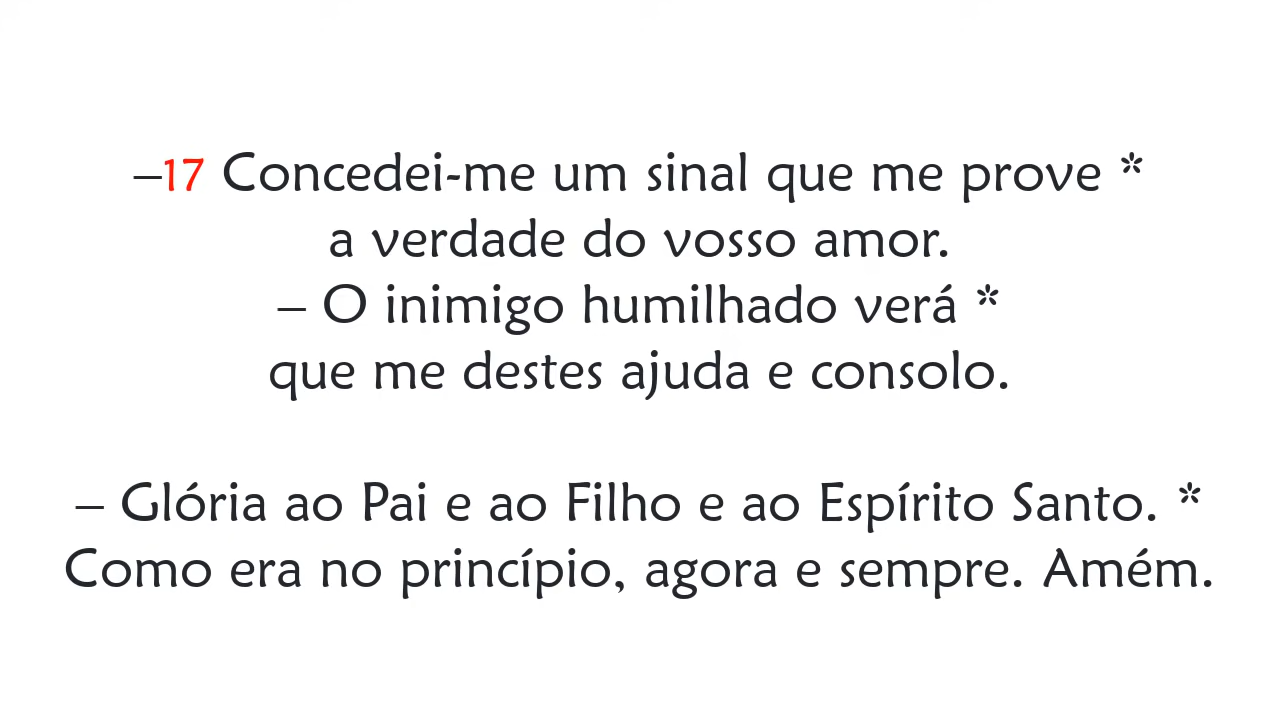 –17 Concedei-me um sinal que me prove *
a verdade do vosso amor.
– O inimigo humilhado verá *
que me destes ajuda e consolo.
– Glória ao Pai e ao Filho e ao Espírito Santo. *
Como era no princípio, agora e sempre. Amém.